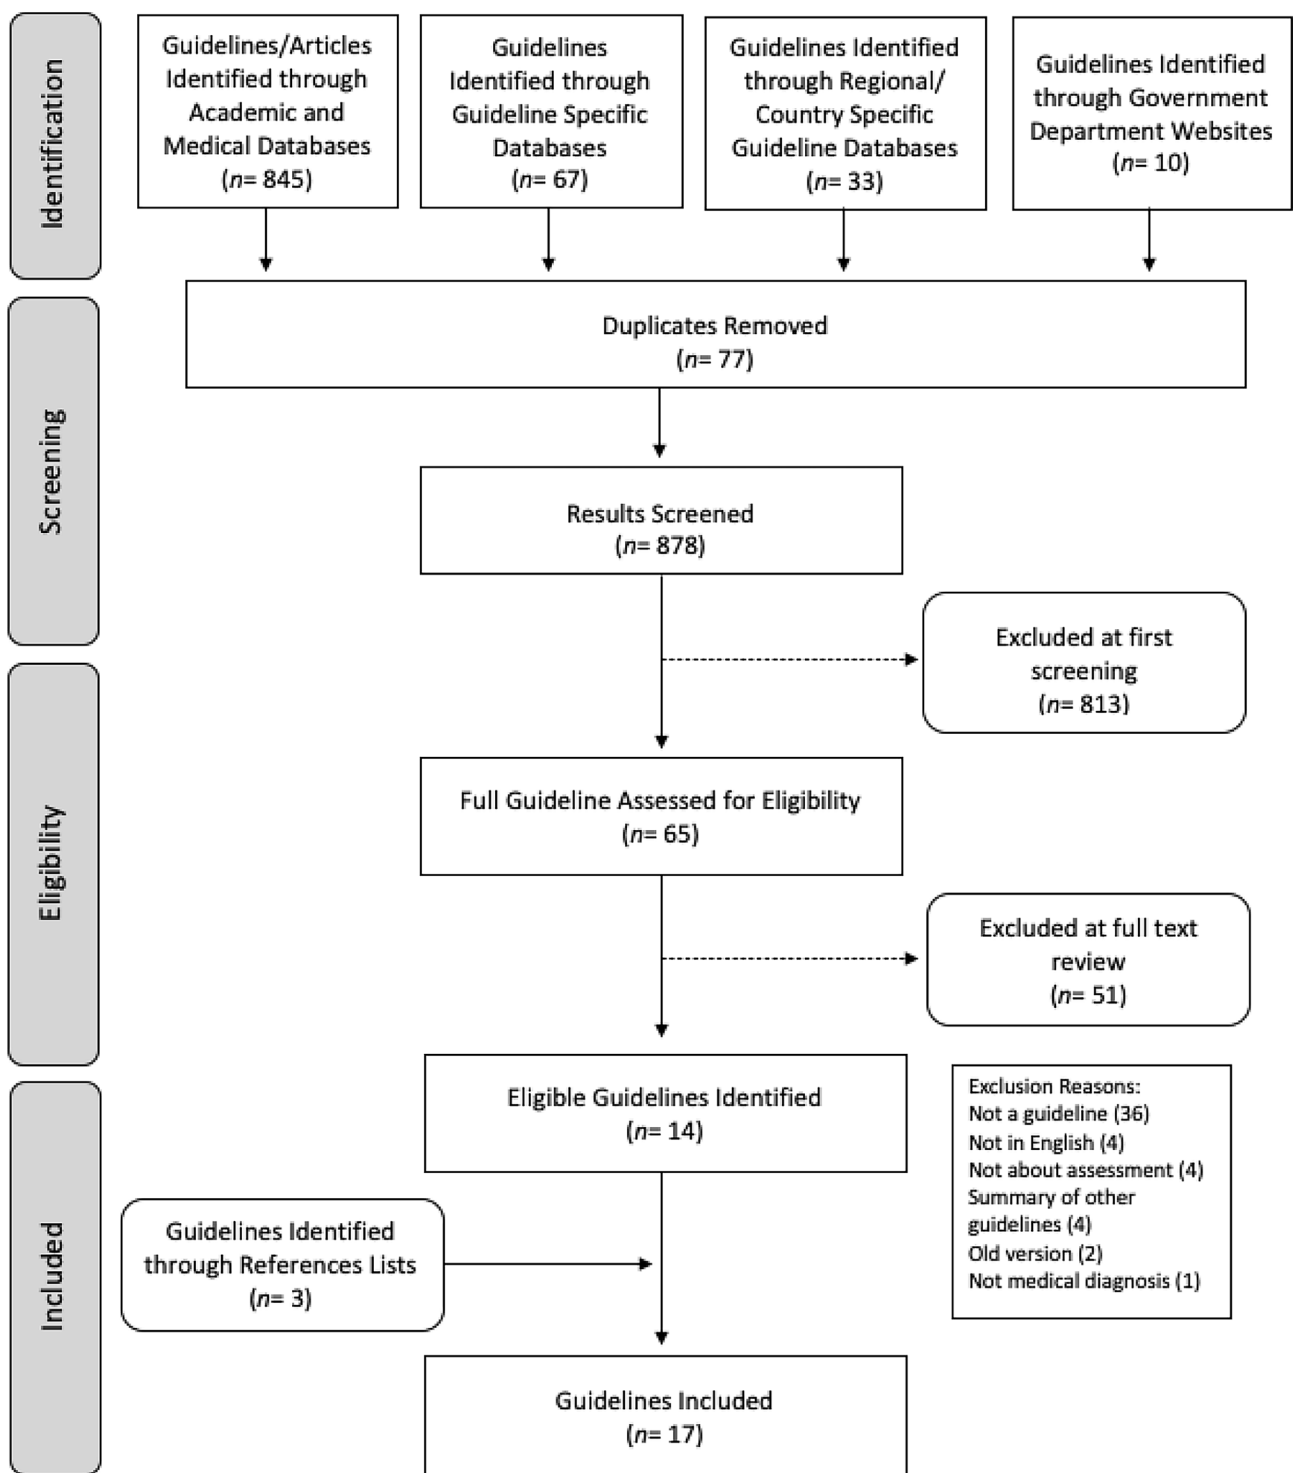 Identification
Guidelines/Articles
Identified through
Academic and
Medical Databases
(n= 845)
Guidelines
Identified through
Guideline Specific
Databases
(n= 67)
Guidelines Identified
through Regional/
Country Specific
Guideline Databases
(n= 33)
Guidelines Identified
through Government
Department Websites
(n= 10)
Screening
Duplicates Removed
(n= 77)
Results Screened
(n= 878)
Excluded at first
screening
(n= 813)
Eligibility
Full Guideline Assessed for Eligibility
(n= 65)
Excluded at full text
review
(n= 51)
Included
Eligible Guidelines Identified
(n= 14)
Exclusion Reasons:
Not a guideline (36)
Not in English (4)
Not about assessment (4)
Summary of other
guidelines (4)
Old version (2)
Not medical diagnosis (1)
Guidelines Identified
through References Lists
(n= 3)
Guidelines Included
(n= 17)